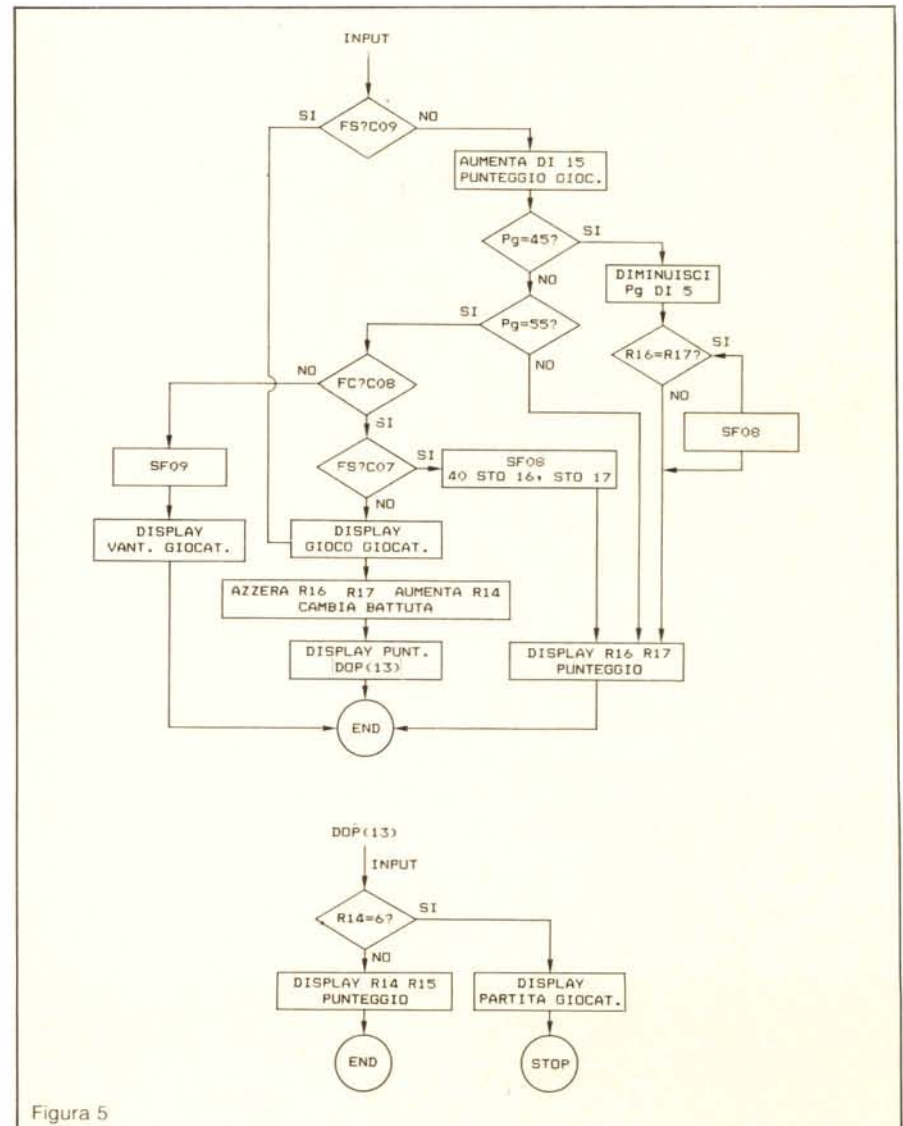 INPUT
FS?C09
SI
NO
AUMENTA DI 15
PUNTEGGIO GIOC.
Pg=45?
SI
NO
DIMINUISCI
Pg DI 5
Pg=55?
SI
NO
R16=R17?
SI
NO
SF08
FC?C08
NO
SI
SF09
FS?C07
SI
NO
SF08
40 STO 16, STO 17
DISPLAY
VANT. GIOCAT.
DISPLAY
GIOCO GIOCAT.
AZZERA R16 R17 AUMENTA R14
CAMBIA BATTUTA
DISPLAY PUNT.
DOP(13)
DISPLAY R16 R17
PUNTEGGIO
END
DOP(13)
INPUT
R14=6?
SI
NO
DISPLAY R14 R15
PUNTEGGIO
DISPLAY
PARTITA GIOCAT.
END
STOP
Figura 5